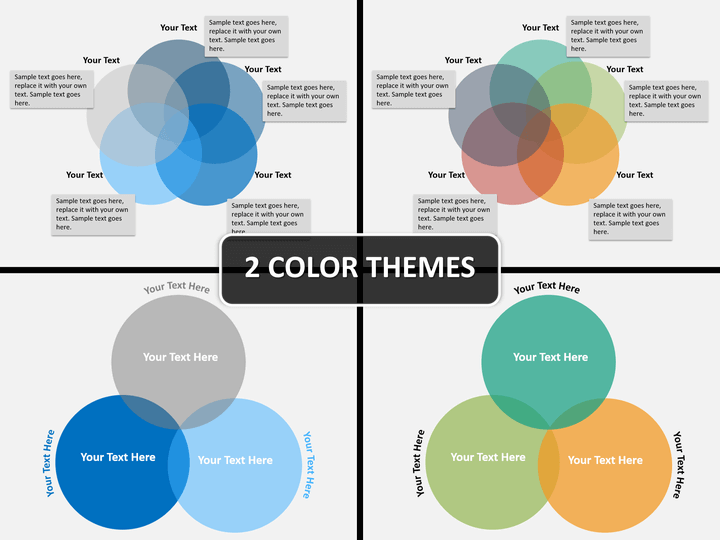 Your Text
Sample text goes here,
replace it with your own
text. Sample text goes
here.
Your Text
Sample text goes here,
replace it with your own
text. Sample text goes
here.
Your Text
Sample text goes here,
replace it with your own
text. Sample text goes
here.
Your Text
Sample text goes here,
replace it with your own
text. Sample text goes
here.
Your Text
Sample text goes here,
replace it with your own
text. Sample text goes
here.
Your Text
Sample text goes here,
replace it with your own
text. Sample text goes
here.
Your Text
Sample text goes here,
replace it with your own
text. Sample text goes
here.
Your Text
Sample text goes here,
replace it with your own
text. Sample text goes
here.
Your Text
Sample text goes here,
replace it with your own
text. Sample text goes
here.
Your Text
Sample text goes here,
replace it with your own
text. Sample text goes
here.
2 COLOR THEMES
Your Text Here
Your Text Here
Your Text Here
Your Text Here
Your Text Here
Your Text Here
Your Text Here
Your Text Here
Your Text Here
Your Text Here
Your Text Here
Your Text Here